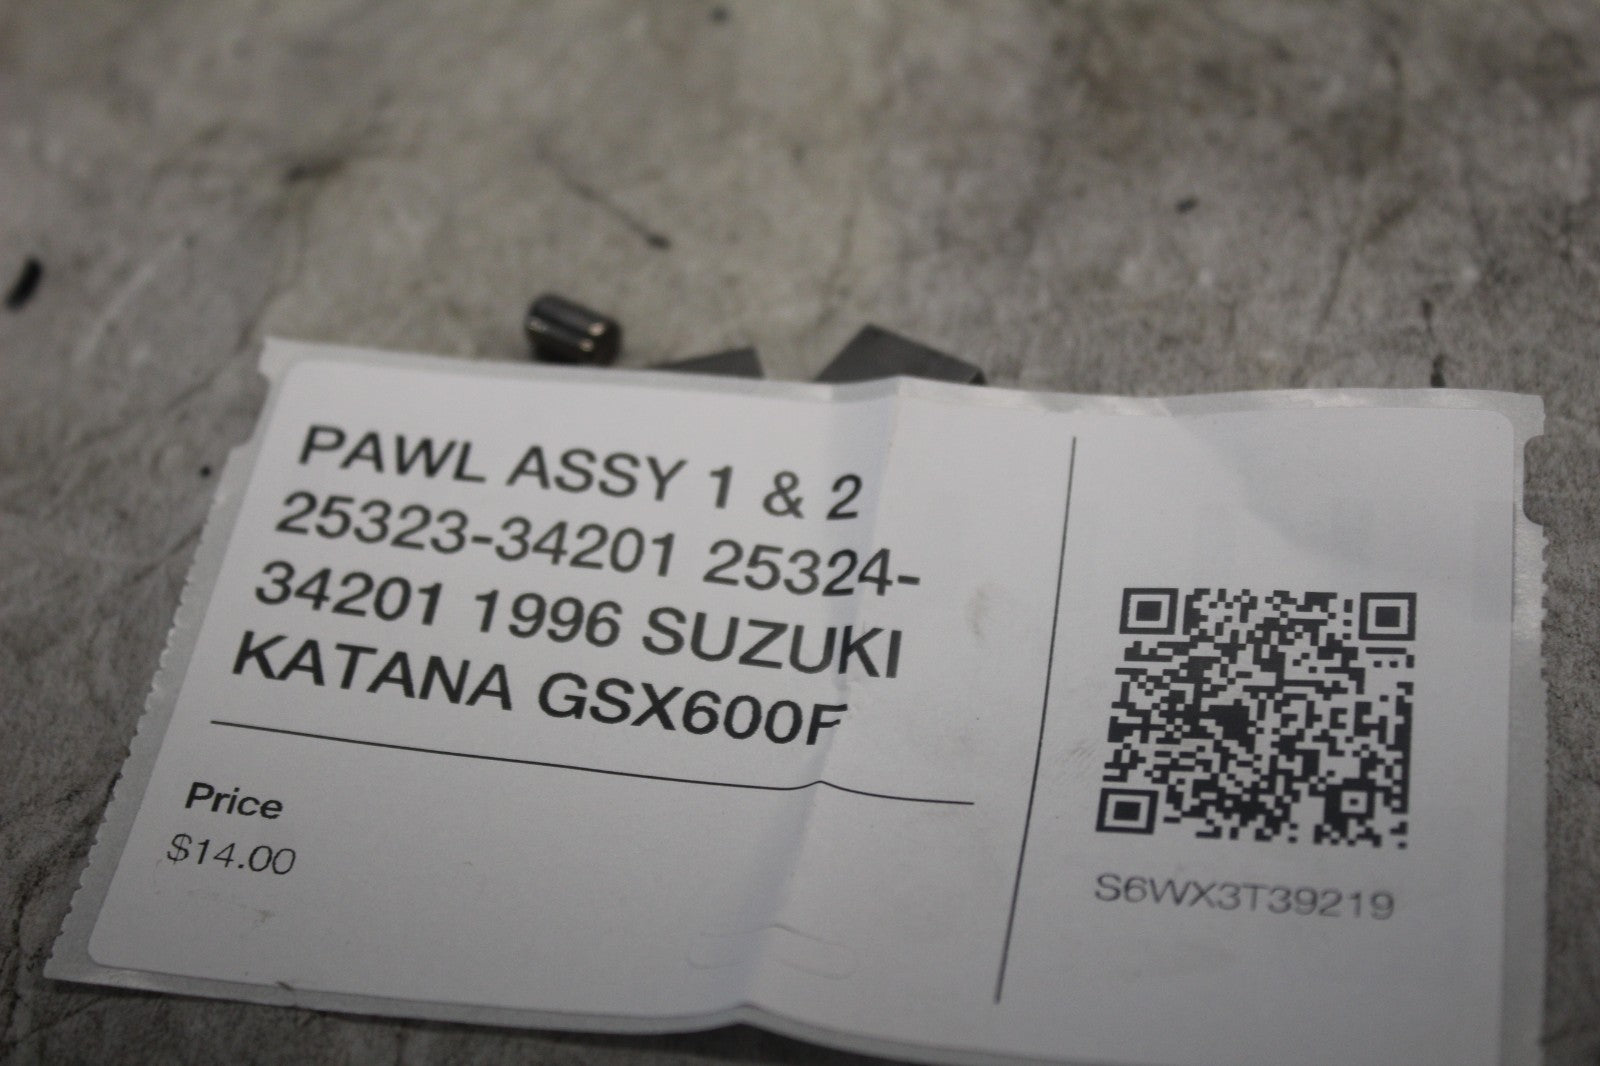 PAWL ASSY 1 & 2
25323-34201 25324-
34201 1996 SUZUKI
KATANA GSX600F
Price
$14.00
S6WX3T39219